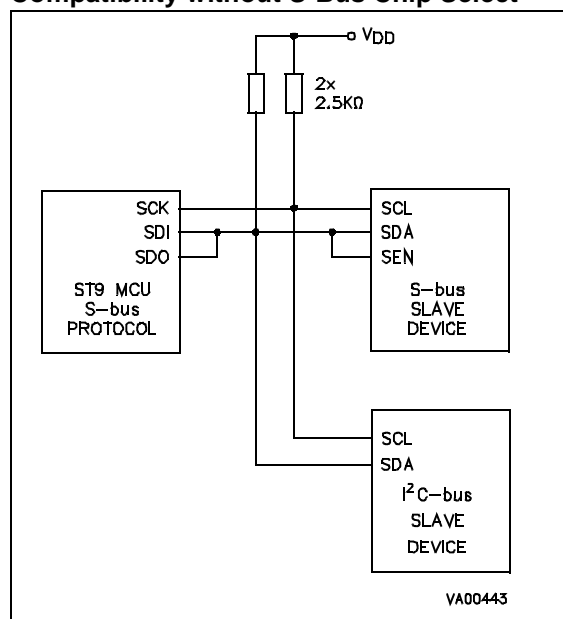 Compatibility without S-Bus Chip Select
VDD
2x
2.5KΩ
SCK
SDI
SDO
ST9 MCU
S-bus
PROTOCOL
SCL
SDA
SEN
S-bus
SLAVE
DEVICE
SCL
SDA
I²C-bus
SLAVE
DEVICE
VA00443